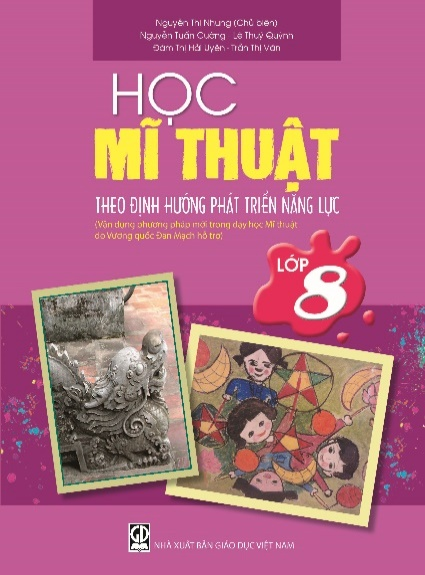 Nguyễn Thị Nhung (Chủ biên)
Nguyễn Tuấn Cường - Lê Thuý Quỳnh
Đàm Thị Hải Uyên - Trần Thị Vân
HỌC
MĨ THUẬT
THEO ĐỊNH HƯỚNG PHÁT TRIỂN NĂNG LỰC
(Vận dụng phương pháp mới trong dạy học Mĩ thuật
do Vương quốc Đan Mạch hỗ trợ)
LỚP
8
NHÀ XUẤT BẢN GIÁO DỤC VIỆT NAM